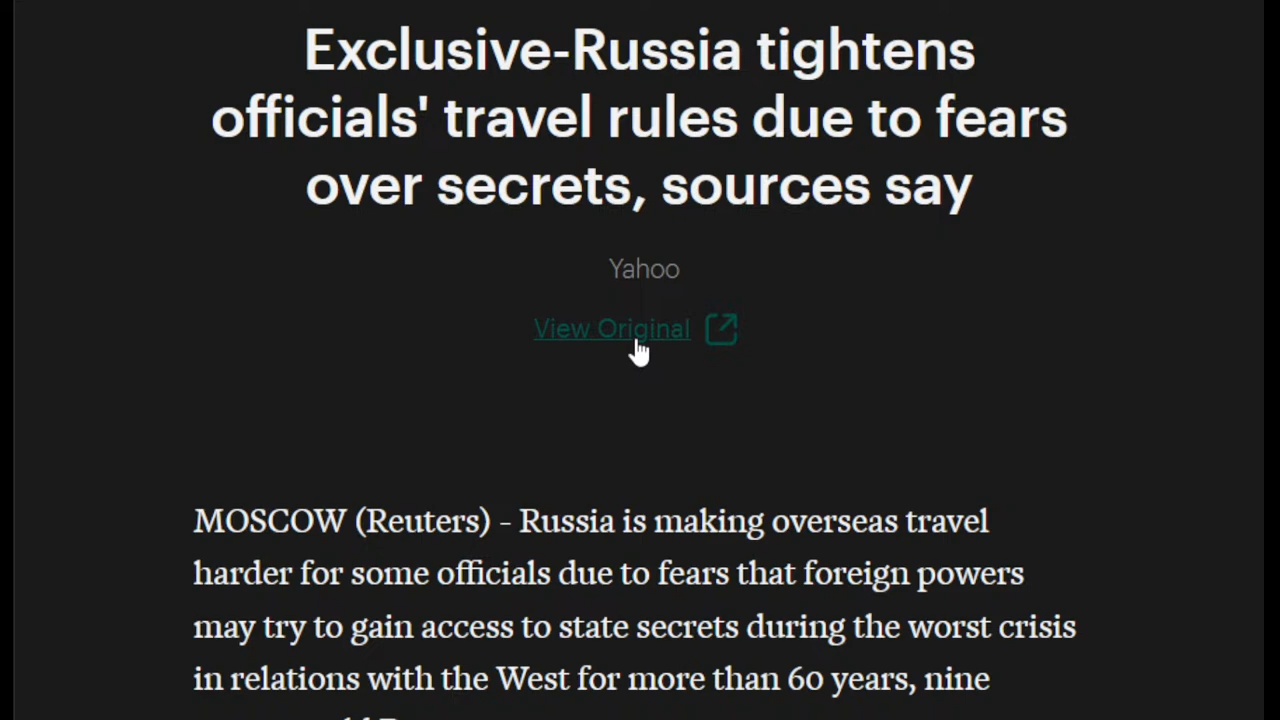 Exclusive-Russia tightens
officials' travel rules due to fears
over secrets, sources say
Yahoo
View Original
MOSCOW (Reuters) - Russia is making overseas travel
harder for some officials due to fears that foreign powers
may try to gain access to state secrets during the worst crisis
in relations with the West for more than 60 years, nine